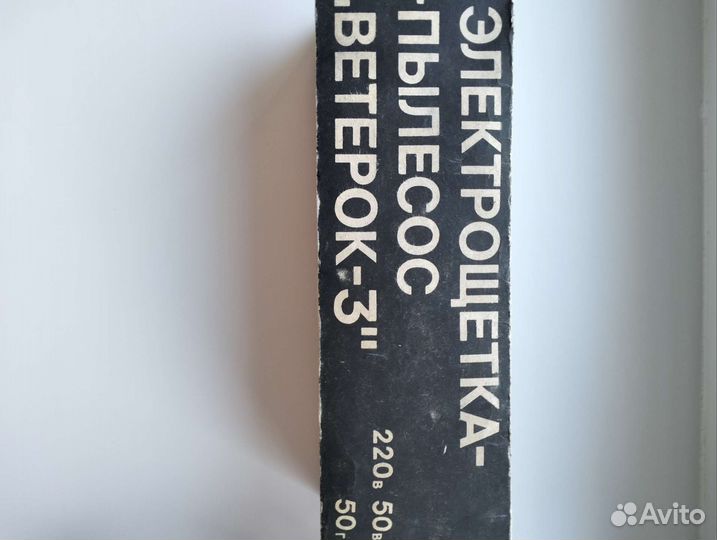 ЭЛЕКТРОЩЕТКА-
-ПЫЛЕСОС
„ВЕТЕРОК-3"
220в 50в
50г
Avito